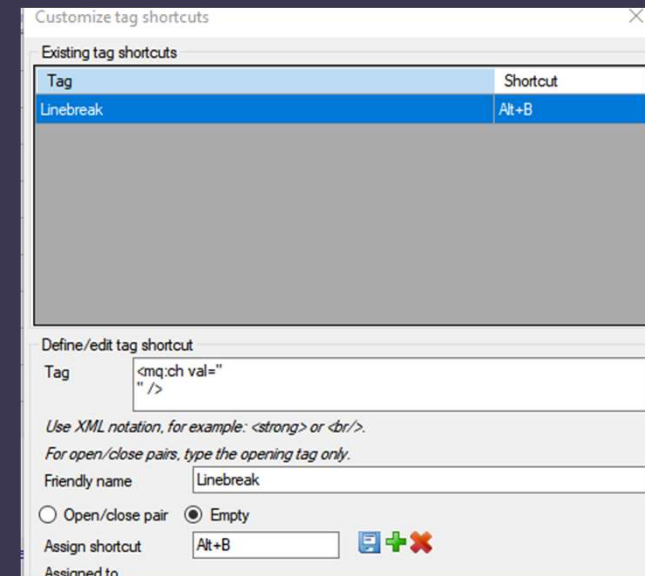 Customize tag shortcuts
Existing tag shortcuts
Tag Shortcut
Linebreak Alt+B
Define/edit tag shortcut
Tag <mq:ch val="
" />
Use XML notation, for example: <strong> or <br/>.
For open/close pairs, type the opening tag only.
Friendly name Linebreak
Open/close pair Empty
Assign shortcut Alt+B
Assigned to